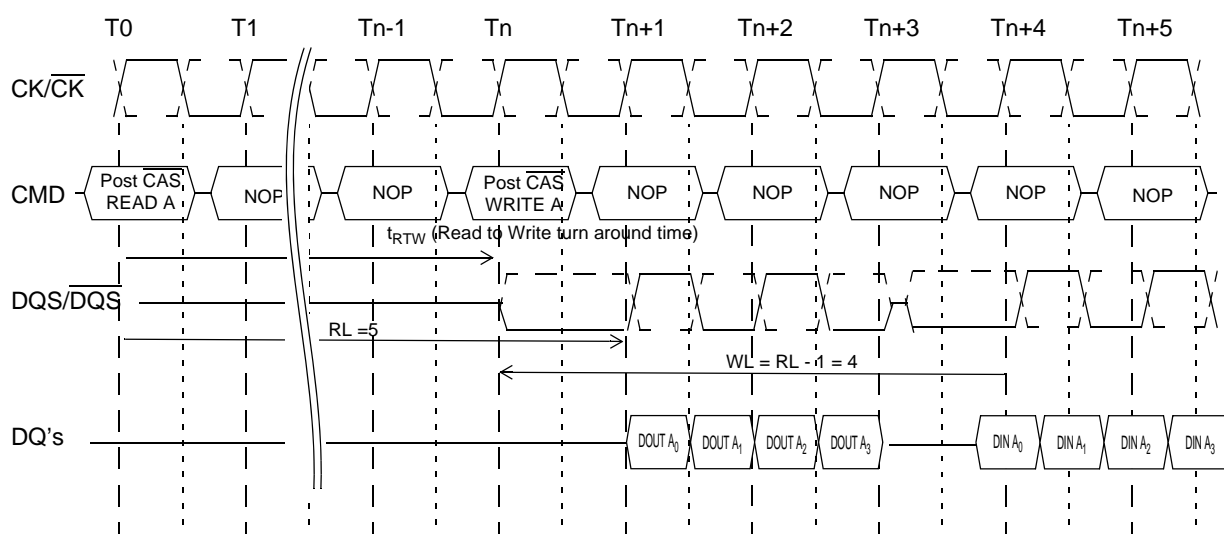 T0 T1 Tn-1 Tn Tn+1 Tn+2 Tn+3 Tn+4 Tn+5
CK/CK
CMD
Post CAS
READ A
NOP
NOP
Post CAS
WRITE A
NOP
NOP
NOP
NOP
NOP
tRTW (Read to Write turn around time)
DQS/DQS
RL =5
WL = RL - 1 = 4
DQ's
DOUT A0 DOUT A1 DOUT A2 DOUT A3 DIN A0 DIN A1 DIN A2 DIN A3